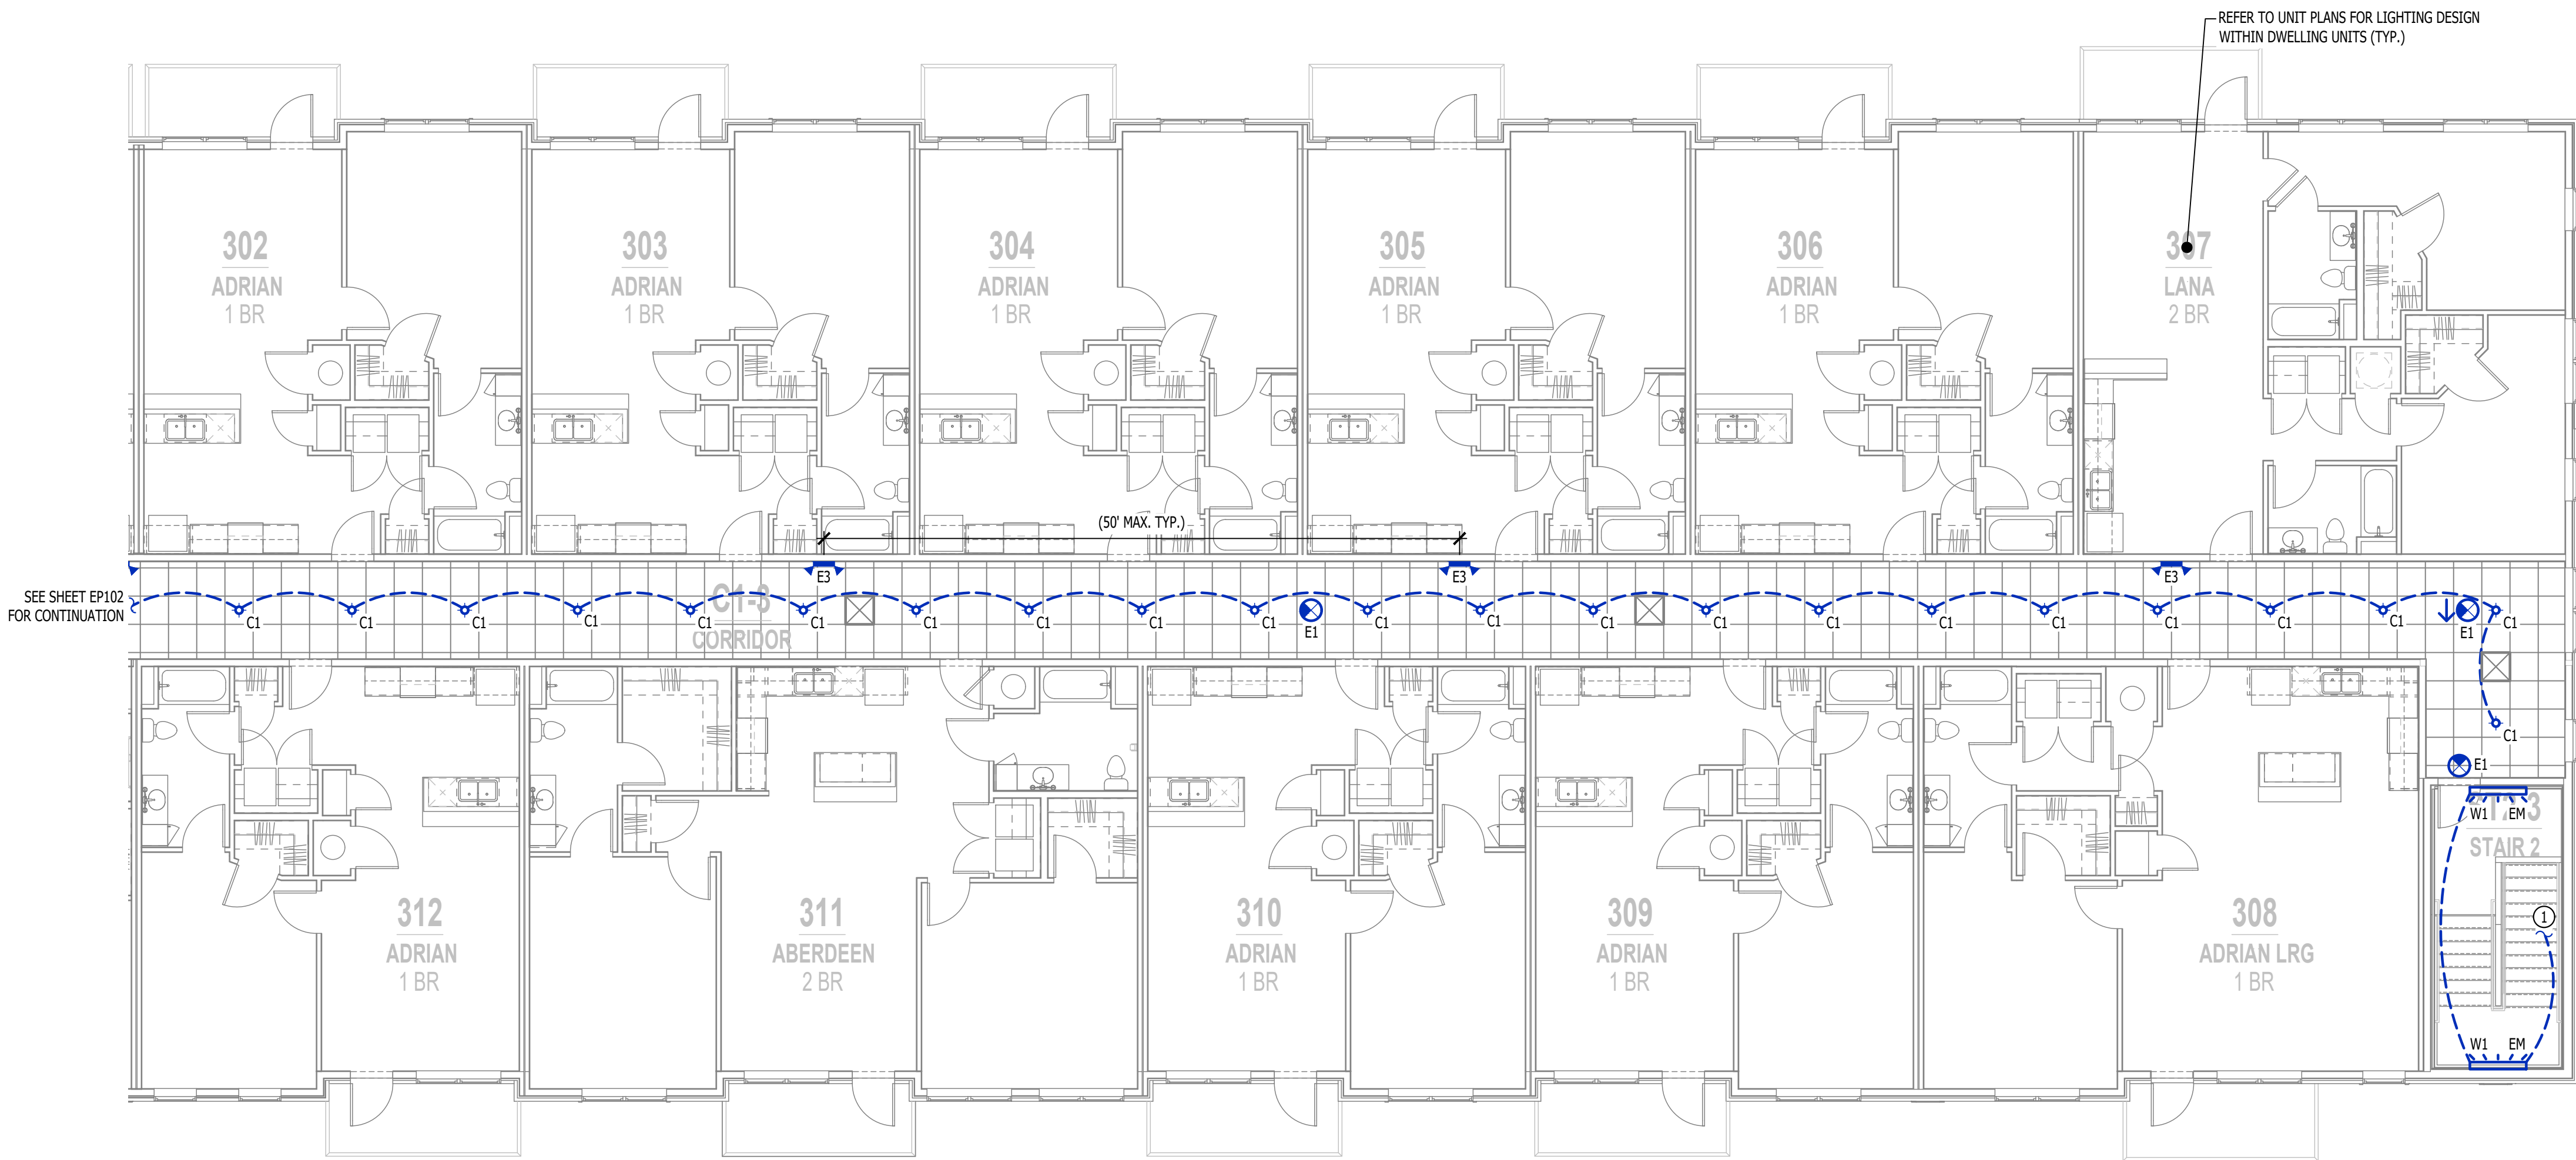 REFER TO UNIT PLANS FOR LIGHTING DESIGN
WITHIN DWELLING UNITS (TYP.)
302
ADRIAN
1 BR
303
ADRIAN
1 BR
304
ADRIAN
1 BR
305
ADRIAN
1 BR
306
ADRIAN
1 BR
307
LANA
2 BR
(50' MAX. TYP.)
E3
E3
E3
SEE SHEET EP102
FOR CONTINUATION
C1-3
CORRIDOR
C1
C1
C1
C1
C1
C1
C1
C1
C1
C1
E1
C1
C1
C1
C1
C1
C1
C1
C1
C1
C1
E1
C1
C1
E1
W1 EM
STAIR 2
1
W1 EM
312
ADRIAN
1 BR
311
ABERDEEN
2 BR
310
ADRIAN
1 BR
309
ADRIAN
1 BR
308
ADRIAN LRG
1 BR